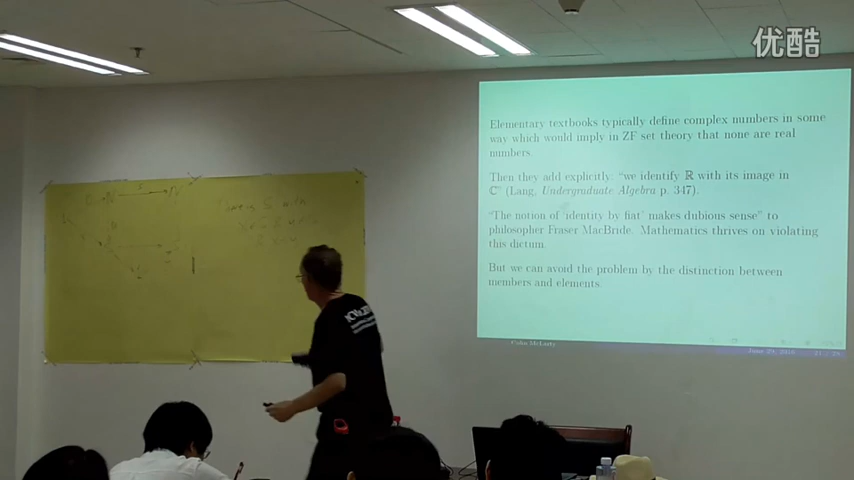 优酷
Elementary textbooks typically define complex numbers in some
way which would imply in ZF set theory that none are real
numbers.
Then they add explicitly: “we identify ℝ with its image in
ℂ” (Lang, Undergraduate Algebra p. 347).
“The notion of ‘identity by fiat’ makes dubious sense” to
philosopher Fraser MacBride. Mathematics thrives on violating
this dictum.
But we can avoid the problem by the distinction between
members and elements.
Colin McLarty